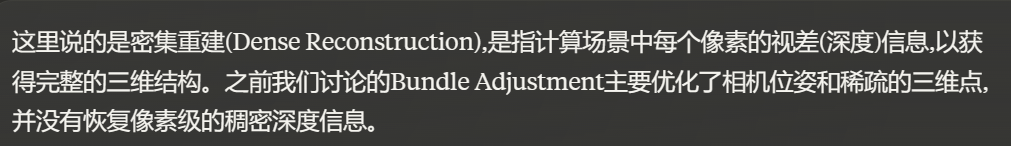 这里说的是密集重建(Dense Reconstruction),是指计算场景中每个像素的视差(深度)信息,以获
得完整的三维结构。之前我们讨论的Bundle Adjustment主要优化了相机位姿和稀疏的三维点,
并没有恢复像素级的稠密深度信息。